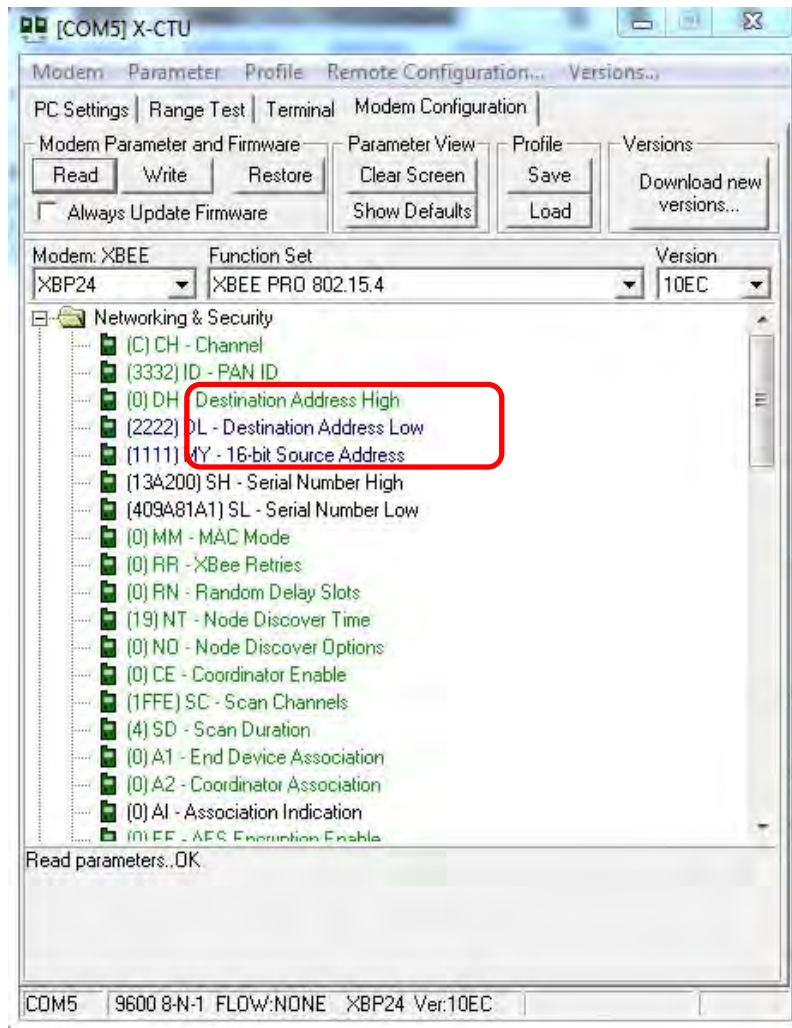 [COM5] X-CTU
Modem Parameter Profile Remote Configuration... Versions...
PC Settings Range Test Terminal Modem Configuration
Modem Parameter and Firmware Parameter View Profile Versions
Read Write Restore Clear Screen Save Download new versions...
Always Update Firmware Show Defaults Load
Modem: XBEE Function Set Version
XBP24 XBEE PRO 802.15.4 10EC
Networking & Security
(C) CH - Channel
(3332) ID - PAN ID
(0) DH - Destination Address High
(2222) DL - Destination Address Low
(1111) MY - 16-bit Source Address
(13A200) SH - Serial Number High
(409A81A1) SL - Serial Number Low
(0) MM - MAC Mode
(0) RR - XBee Retries
(0) RN - Random Delay Slots
(19) NT - Node Discover Time
(0) NO - Node Discover Options
(0) CE - Coordinator Enable
(1FFE) SC - Scan Channels
(4) SD - Scan Duration
(0) A1 - End Device Association
(0) A2 - Coordinator Association
(0) AI - Association Indication
(0) EE - AES Encryption Enable
Read parameters..OK
COM5 9600 8-N-1 FLOW:NONE XBP24 Ver:10EC